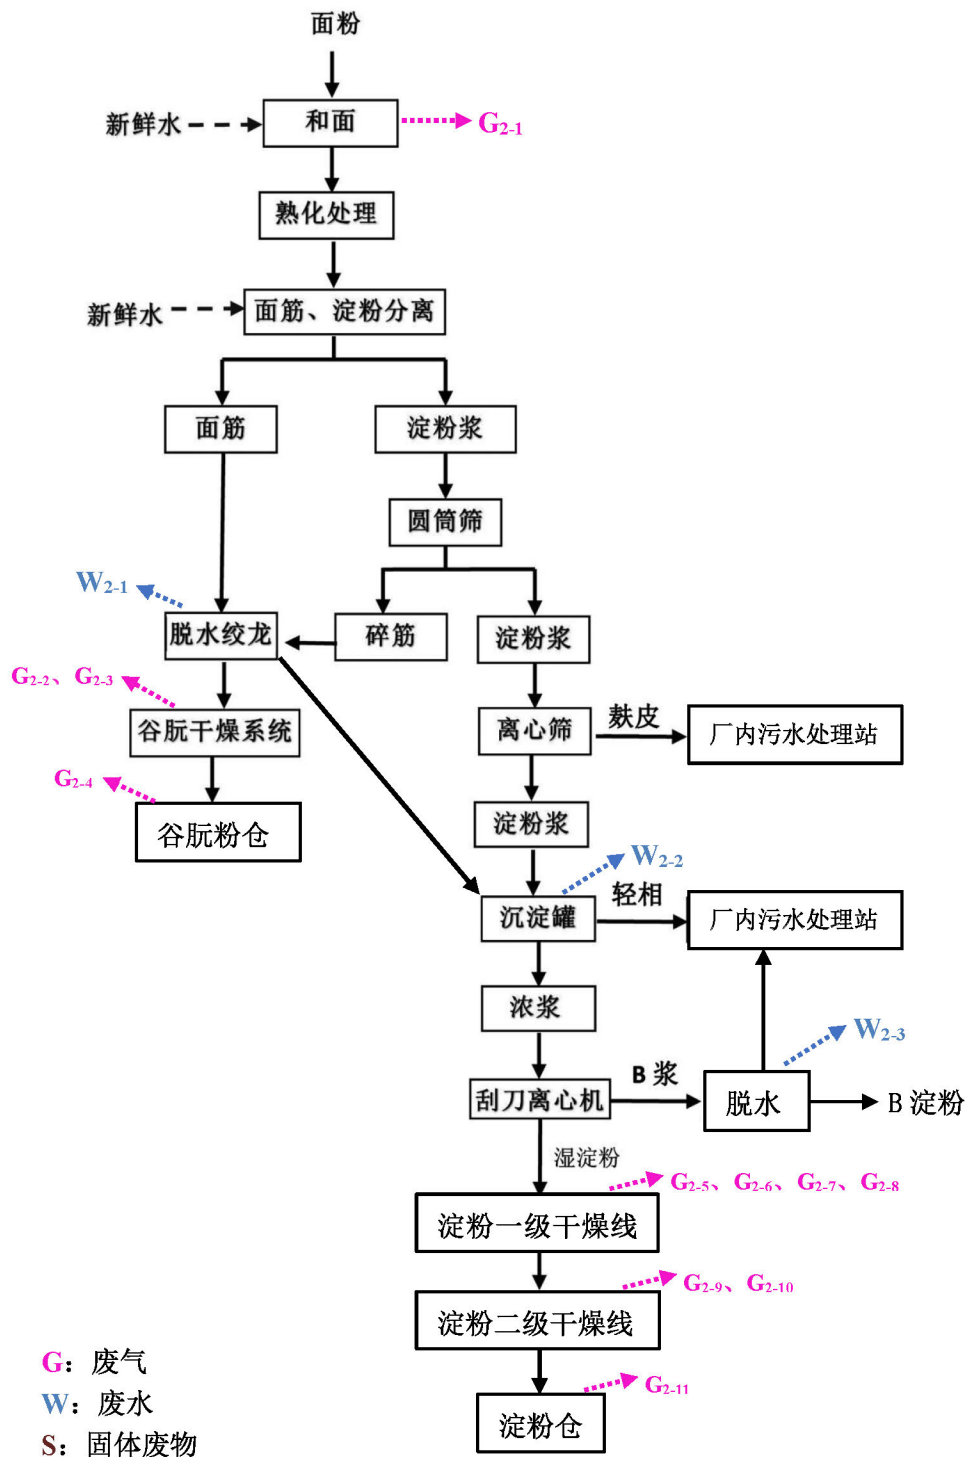 面粉
新鲜水
和面
G2-1
熟化处理
新鲜水
面筋、淀粉分离
面筋
淀粉浆
圆筒筛
W2-1
脱水绞龙
碎筋
淀粉浆
G2-2、G2-3
谷朊干燥系统
离心筛
麸皮
厂内污水处理站
G2-4
谷朊粉仓
淀粉浆
W2-2
沉淀罐
轻相
厂内污水处理站
浓浆
W2-3
刮刀离心机
B 浆
脱水
B 淀粉
湿淀粉
G2-5、G2-6、G2-7、G2-8
淀粉一级干燥线
G2-9、G2-10
淀粉二级干燥线
G2-11
淀粉仓
G：废气
W：废水
S：固体废物